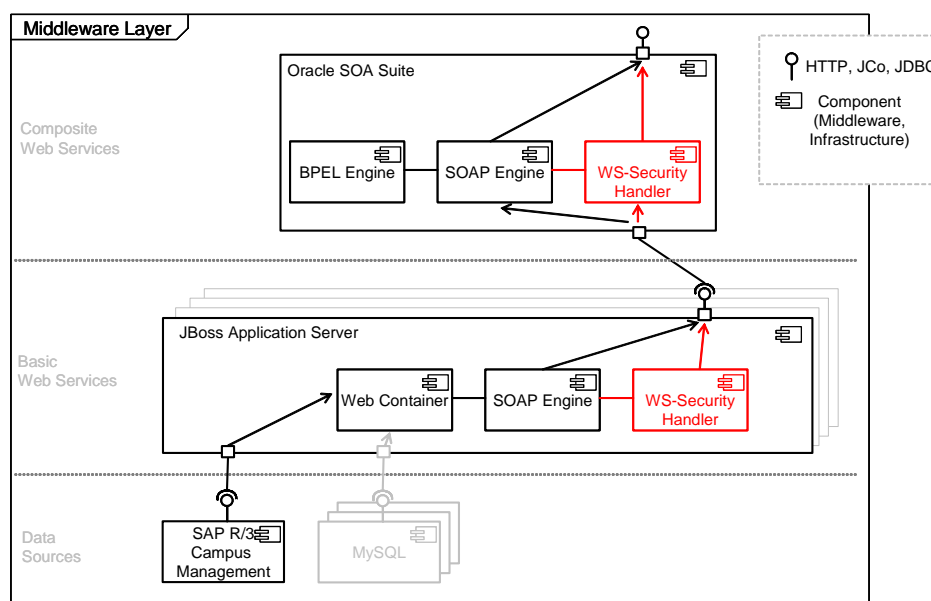 Middleware Layer
Oracle SOA Suite
HTTP, JCo, JDBC
Component
(Middleware,
Infrastructure)
Composite
Web Services
BPEL Engine
SOAP Engine
WS-Security
Handler
JBoss Application Server
Basic
Web Services
Web Container
SOAP Engine
WS-Security
Handler
Data
Sources
SAP R/3
Campus
Management
MySQL